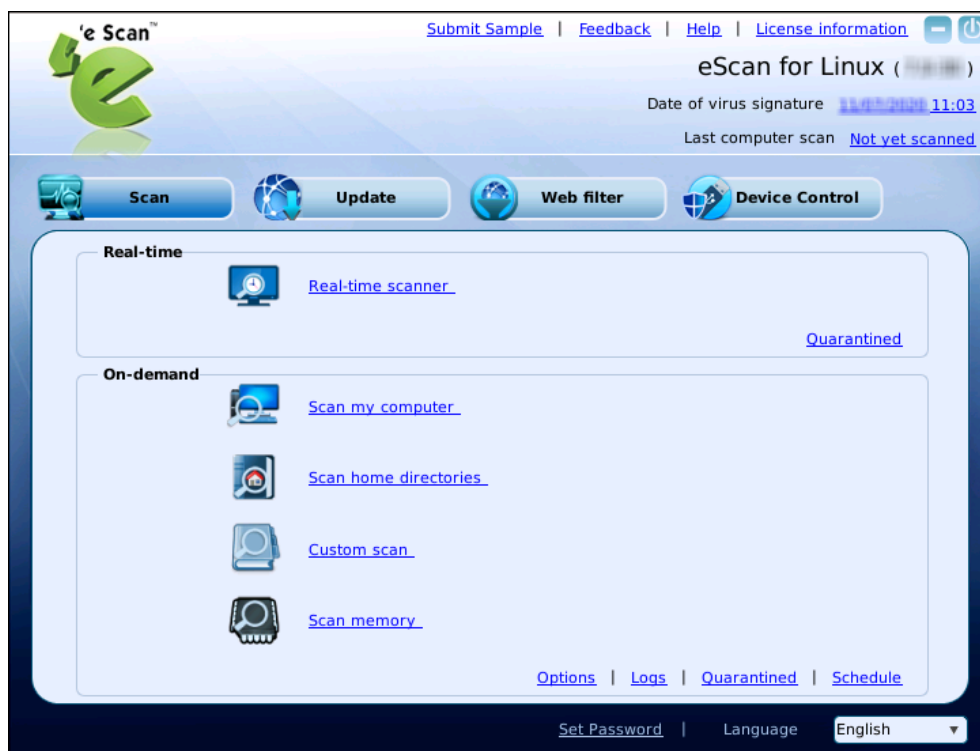 e Scan™
Submit Sample | Feedback | Help | License information
eScan for Linux ( )
Date of virus signature 11:03
Last computer scan Not yet scanned
Scan Update Web filter Device Control
Real-time
Real-time scanner
Quarantined
On-demand
Scan my computer
Scan home directories
Custom scan
Scan memory
Options | Logs | Quarantined | Schedule
Set Password | Language English